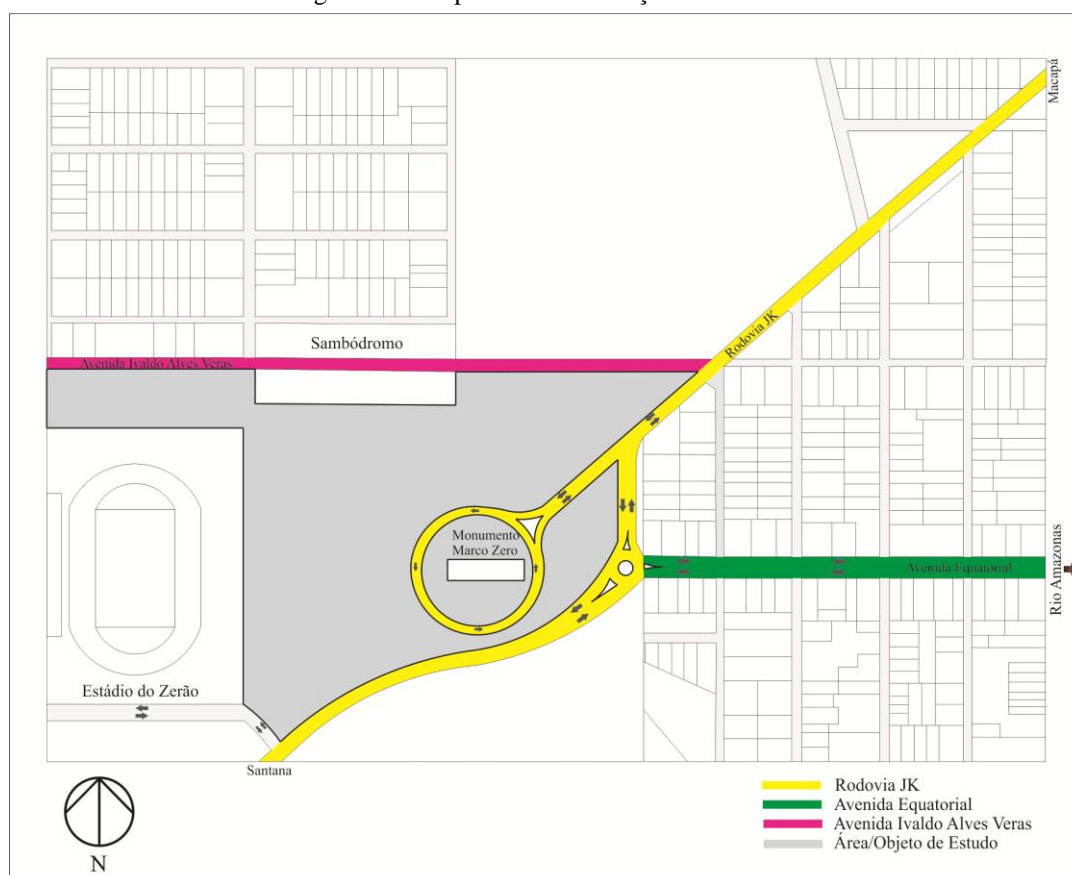 Macapá
Rodovia JK
Sambódromo
Avenida Ivaldo Alves Veras
Monumento
Marco Zero
Avenida Equatorial
Rio Amazonas
Estádio do Zerão
Santana
N
Rodovia JK
Avenida Equatorial
Avenida Ivaldo Alves Veras
Área/Objeto de Estudo